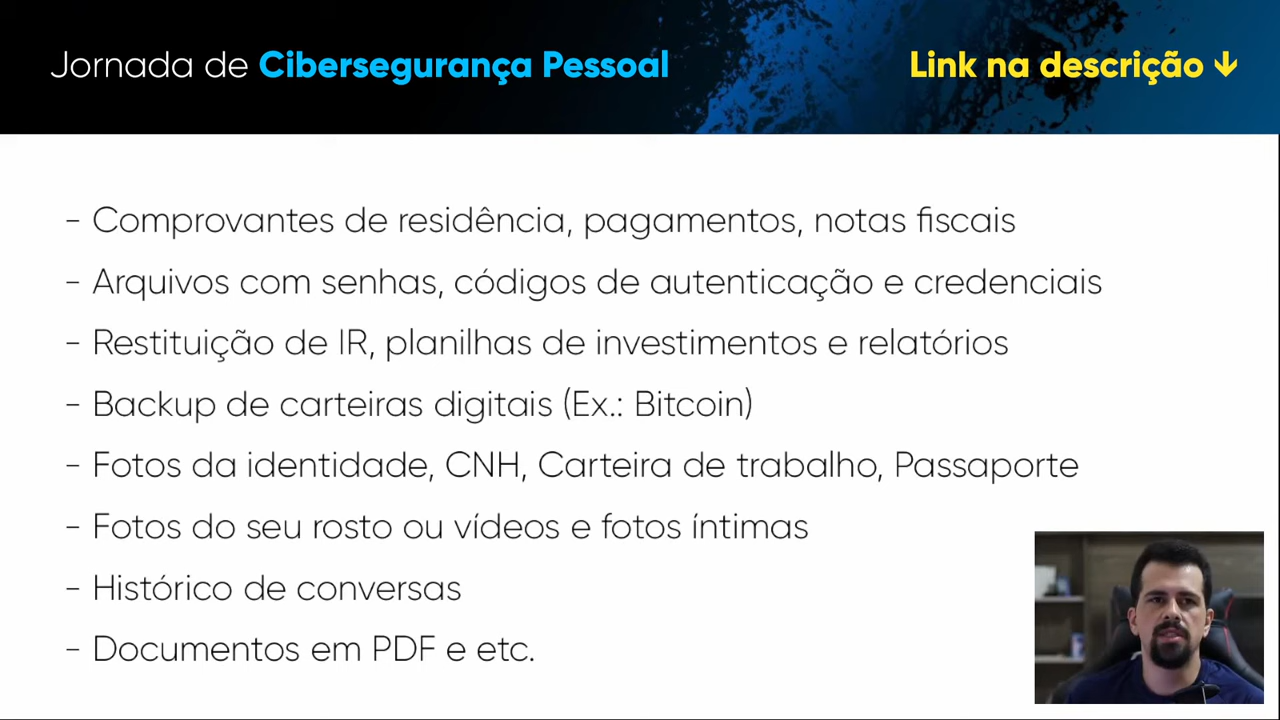 Jornada de Cibersegurança Pessoal
Link na descrição ↓
- Comprovantes de residência, pagamentos, notas fiscais
- Arquivos com senhas, códigos de autenticação e credenciais
- Restituição de IR, planilhas de investimentos e relatórios
- Backup de carteiras digitais (Ex.: Bitcoin)
- Fotos da identidade, CNH, Carteira de trabalho, Passaporte
- Fotos do seu rosto ou vídeos e fotos íntimas
- Histórico de conversas
- Documentos em PDF e etc.